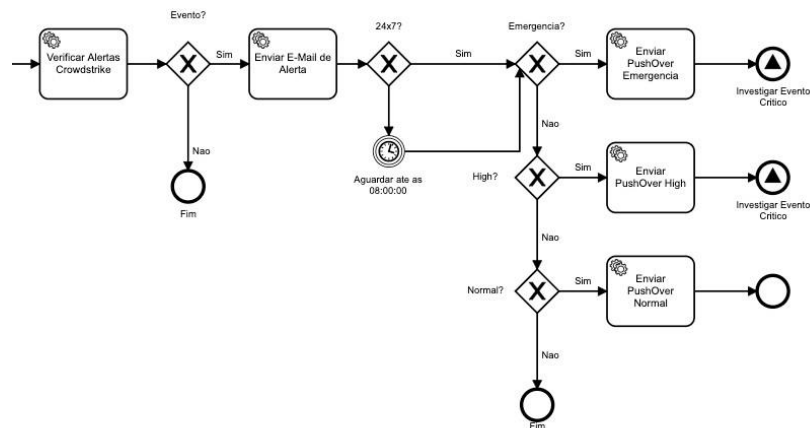 Evento?
24x7?
Emergencia?
Verificar Alertas
Crowdstrike
Sim
Enviar E-Mail de
Alerta
Sim
Sim
Enviar
PushOver
Emergencia
Investigar Evento
Critico
Nao
Fim
Aguardar ate as
08:00:00
Nao
High?
Sim
Enviar
PushOver High
Investigar Evento
Critico
Nao
Normal?
Sim
Enviar
PushOver
Normal
Nao
Fim